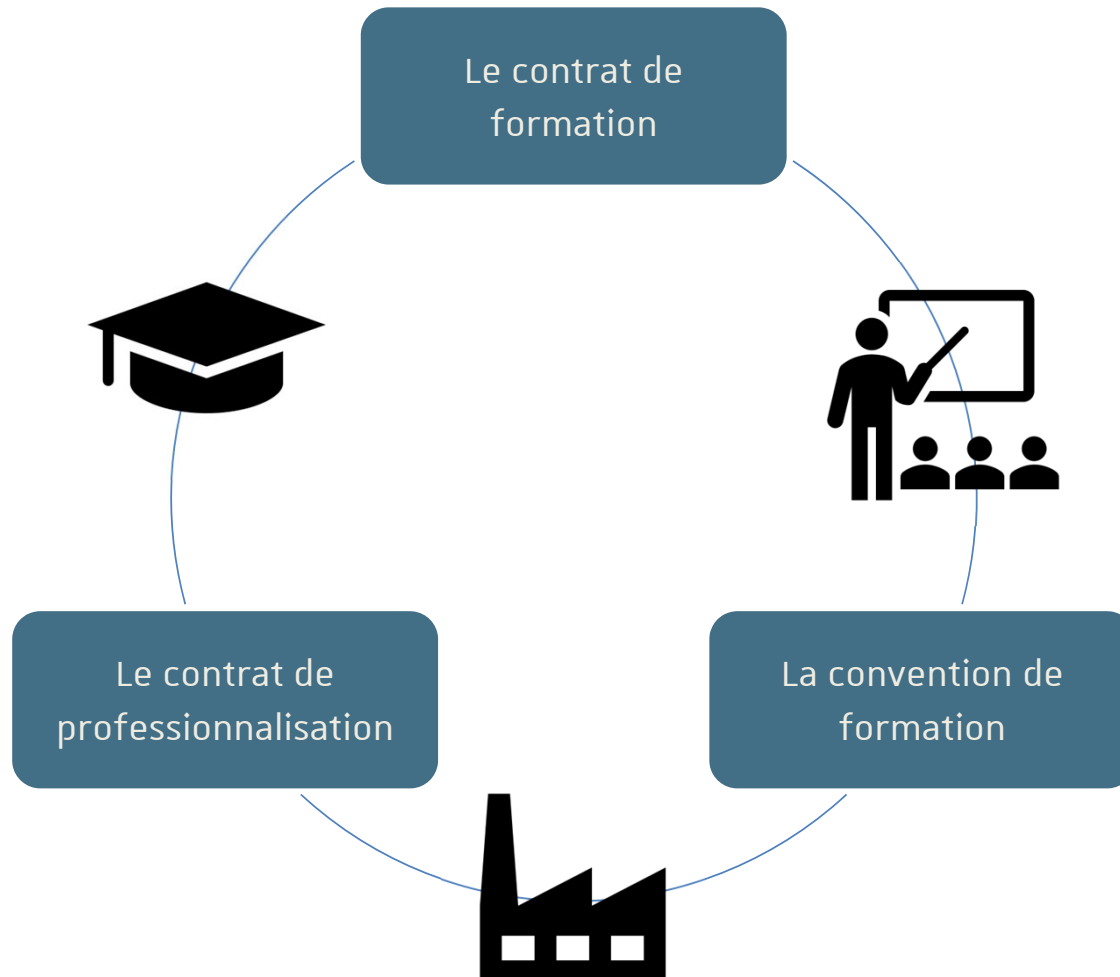 Le contrat de
formation
Le contrat de
professionnalisation
La convention de
formation